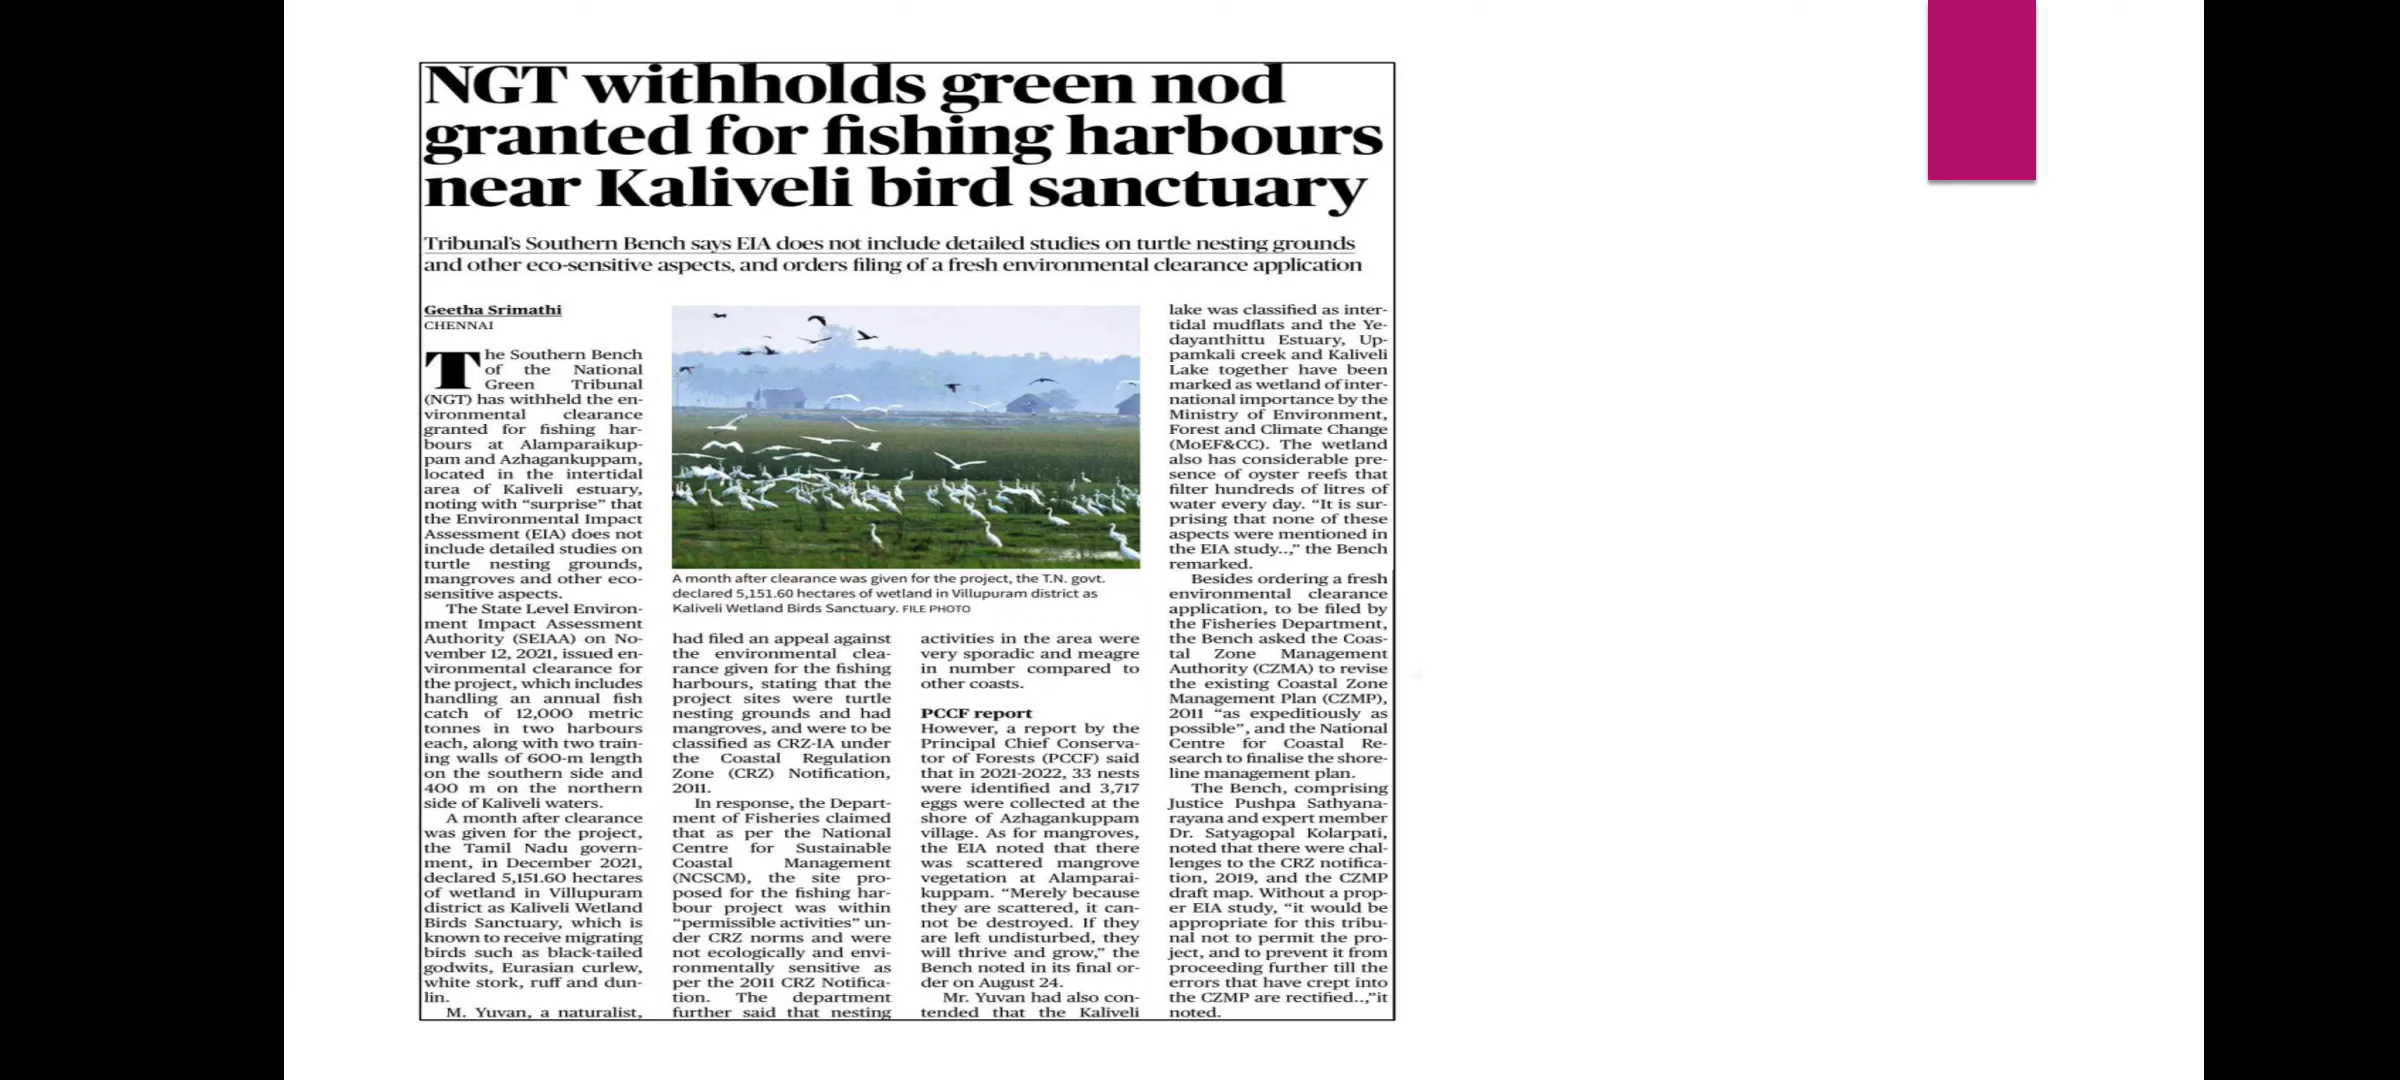 NGT withholds green nod
granted for fishing harbours
near Kaliveli bird sanctuary
Tribunal's Southern Bench says EIA does not include detailed studies on turtle nesting grounds
and other eco-sensitive aspects, and orders filing of a fresh environmental clearance application
Geetha Srimathi
CHENNAI
The Southern Bench
of the National
Green Tribunal
(NGT) has withheld the en-
vironmental clearance
granted for fishing har-
bours at Alamparaikup-
pam and Azhagankuppam,
located in the intertidal
area of Kaliveli estuary,
noting with “surprise” that
the Environmental Impact
Assessment (EIA) does not
include detailed studies on
turtle nesting grounds,
mangroves and other eco-
sensitive aspects.
The State Level Environ-
ment Impact Assessment
Authority (SEIAA) on No-
vember 12, 2021, issued en-
vironmental clearance for
the project, which includes
handling an annual fish
catch of 12,000 metric
tonnes in two harbours
each, along with two train-
ing walls of 600-m length
on the southern side and
400 m on the northern
side of Kaliveli waters.
A month after clearance
was given for the project,
the Tamil Nadu govern-
ment, in December 2021,
declared 5,151.60 hectares
of wetland in Villupuram
district as Kaliveli Wetland
Birds Sanctuary, which is
known to receive migrating
birds such as black-tailed
godwits, Eurasian curlew,
white stork, ruff and dun-
lin.
M. Yuvan, a naturalist,
A month after clearance was given for the project, the T.N. govt.
declared 5,151.60 hectares of wetland in Villupuram district as
Kaliveli Wetland Birds Sanctuary. FILE PHOTO
had filed an appeal against
the environmental clea-
rance given for the fishing
harbours, stating that the
project sites were turtle
nesting grounds and had
mangroves, and were to be
classified as CRZ-IA under
the Coastal Regulation
Zone (CRZ) Notification,
2011.
In response, the Depart-
ment of Fisheries claimed
that as per the National
Centre for Sustainable
Coastal Management
(NCSCM), the site pro-
posed for the fishing har-
bour project was within
“permissible activities” un-
der CRZ norms and were
not ecologically and envi-
ronmentally sensitive as
per the 2011 CRZ Notifica-
tion. The department
further said that nesting
activities in the area were
very sporadic and meagre
in number compared to
other coasts.
PCCF report
However, a report by the
Principal Chief Conserva-
tor of Forests (PCCF) said
that in 2021-2022, 33 nests
were identified and 3,717
eggs were collected at the
shore of Azhagankuppam
village. As for mangroves,
the EIA noted that there
was scattered mangrove
vegetation at Alamparai-
kuppam. “Merely because
they are scattered, it can-
not be destroyed. If they
are left undisturbed, they
will thrive and grow,” the
Bench noted in its final or-
der on August 24.
Mr. Yuvan had also con-
tended that the Kaliveli
lake was classified as inter-
tidal mudflats and the Ye-
dayanthittu Estuary, Up-
pamkali creek and Kaliveli
Lake together have been
marked as wetland of inter-
national importance by the
Ministry of Environment,
Forest and Climate Change
(MoEF&CC). The wetland
also has considerable pre-
sence of oyster reefs that
filter hundreds of litres of
water every day. “It is sur-
prising that none of these
aspects were mentioned in
the EIA study..,” the Bench
remarked.
Besides ordering a fresh
environmental clearance
application, to be filed by
the Fisheries Department,
the Bench asked the Coas-
tal Zone Management
Authority (CZMA) to revise
the existing Coastal Zone
Management Plan (CZMP),
2011 “as expeditiously as
possible”, and the National
Centre for Coastal Re-
search to finalise the shore-
line management plan.
The Bench, comprising
Justice Pushpa Sathyana-
rayana and expert member
Dr. Satyagopal Kolarpati,
noted that there were chal-
lenges to the CRZ notifica-
tion, 2019, and the CZMP
draft map. Without a prop-
er EIA study, “it would be
appropriate for this tribu-
nal not to permit the pro-
ject, and to prevent it from
proceeding further till the
errors that have crept into
the CZMP are rectified..,”it
noted.